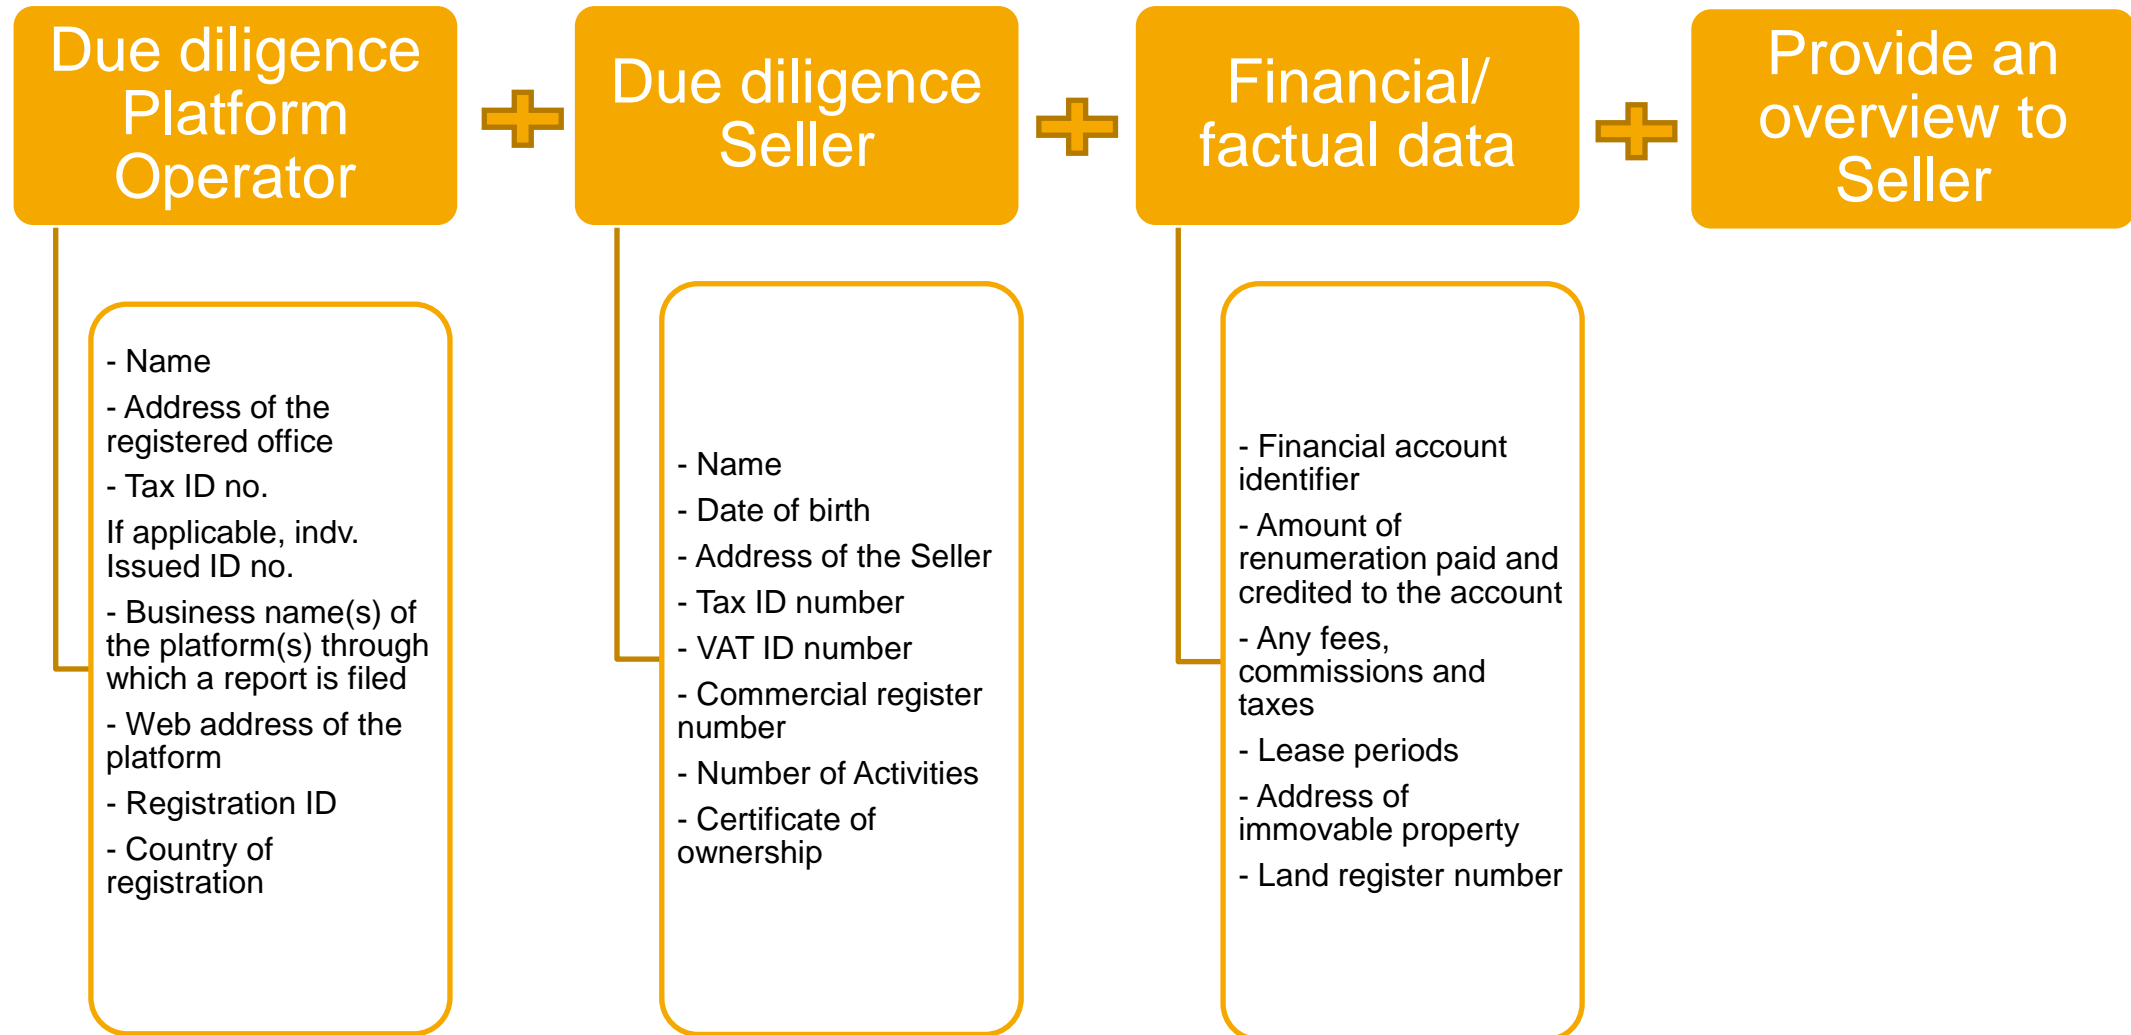 Due diligence
Platform
Operator
Due diligence
Seller
Financial/
factual data
Provide an
overview to
Seller
- Name
- Address of the
registered office
- Tax ID no.
If applicable, indv.
Issued ID no.
- Business name(s) of
the platform(s) through
which a report is filed
- Web address of the
platform
- Registration ID
- Country of
registration
- Name
- Date of birth
- Address of the Seller
- Tax ID number
- VAT ID number
- Commercial register
number
- Number of Activities
- Certificate of
ownership
- Financial account
identifier
- Amount of
renumeration paid and
credited to the account
- Any fees,
commissions and
taxes
- Lease periods
- Address of
immovable property
- Land register number